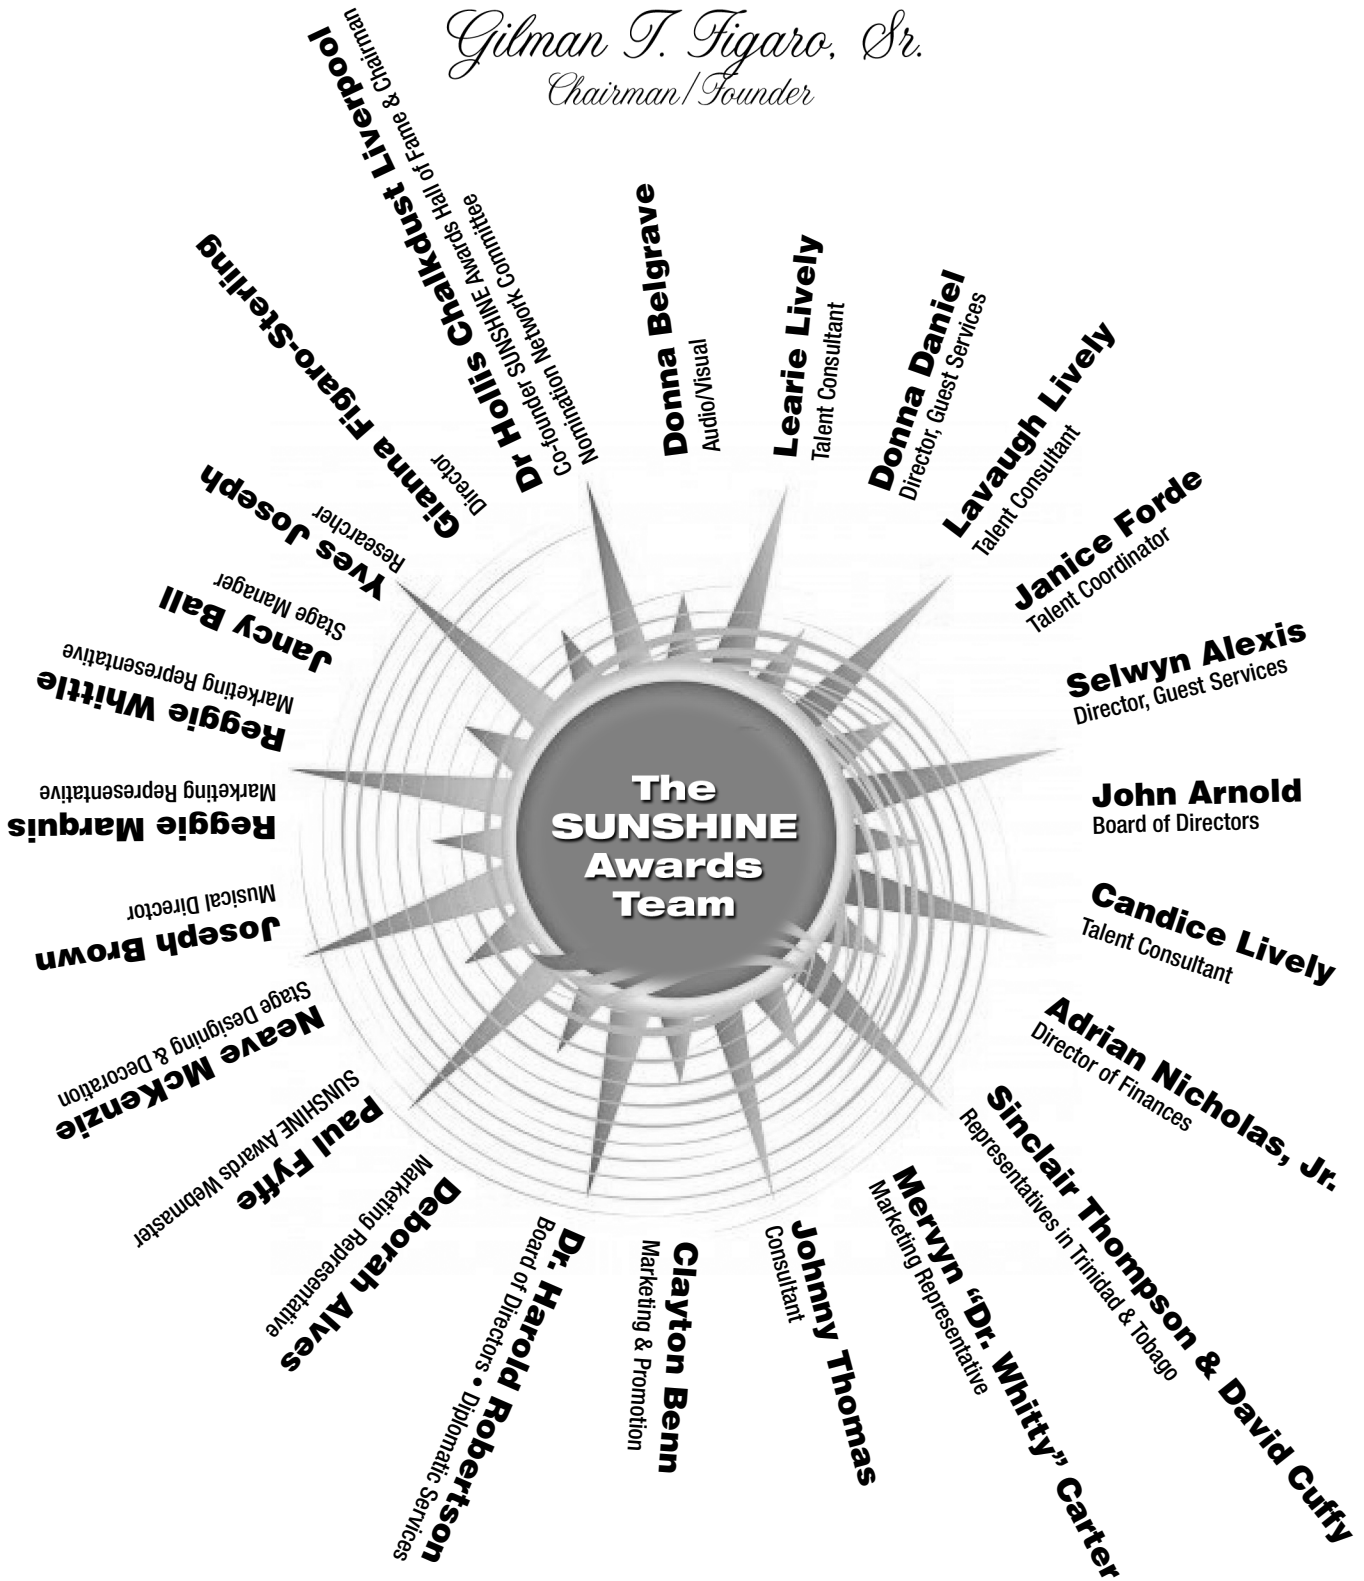 Gilman T. Figaro, Sr.
Chairman/Founder
Dr Hollis Chalkdust Liverpool
Co-founder SUNSHINE Awards Hall of Fame & Chairman
Nomination Network Committee
Donna Belgrave
Audio/Visual
Learie Lively
Talent Consultant
Donna Daniel
Director, Guest Services
Lavaugh Lively
Talent Consultant
Janice Forde
Talent Coordinator
Selwyn Alexis
Director, Guest Services
John Arnold
Board of Directors
Candice Lively
Talent Consultant
Adrian Nicholas, Jr.
Director of Finances
Sinclair Thompson & David Cuffy
Representatives in Trinidad & Tobago
Mervyn “Dr. Whitty” Carter
Marketing Representative
Johnny Thomas
Consultant
Clayton Benn
Marketing & Promotion
Dr. Harold Robertson
Board of Directors • Diplomatic Services
Deborah Alves
Marketing Representative
Paul Fyffe
SUNSHINE Awards Webmaster
Neave McKenzie
Stage Designing & Decoration
Joseph Brown
Musical Director
Reggie Marquis
Marketing Representative
Reggie Whittle
Marketing Representative
Jancy Ball
Stage Manager
Yves Joseph
Researcher
Gianna Figaro-Sterling
Director
The
SUNSHINE
Awards
Team